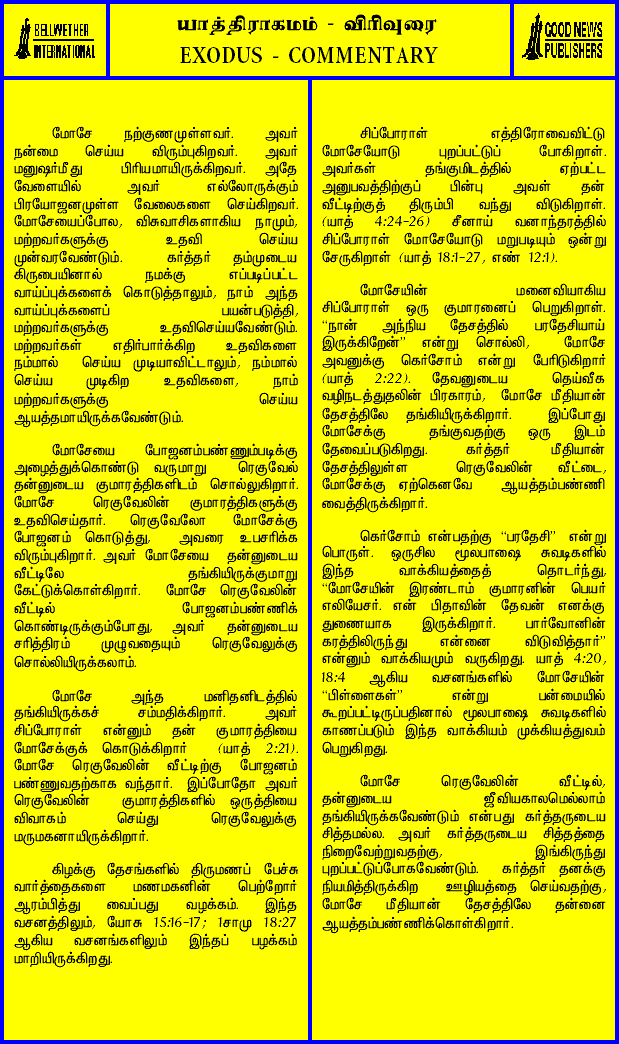 BELLWETHER
INTERNATIONAL
யாத்திராகமம் - விரிவுரை
EXODUS - COMMENTARY
GOOD NEWS
PUBLISHERS
மோசே நற்குணமுள்ளவர். அவர்
நன்மை செய்ய விரும்புகிறவர். அவர்
மனுஷர்மீது பிரியமாயிருக்கிறவர். அதே
வேளையில் அவர் எல்லோருக்கும்
பிரயோஜனமுள்ள வேலைகளை செய்கிறவர்.
மோசேயைப்போல, விசுவாசிகளாகிய நாமும்,
மற்றவர்களுக்கு உதவி செய்ய
முன்வரவேண்டும். கர்த்தர் தம்முடைய
கிருபையினால் நமக்கு எப்படிப்பட்ட
வாய்ப்புக்களைக் கொடுத்தாலும், நாம் அந்த
வாய்ப்புக்களைப் பயன்படுத்தி,
மற்றவர்களுக்கு உதவிசெய்யவேண்டும்.
மற்றவர்கள் எதிர்பார்க்கிற உதவிகளை
நம்மால் செய்ய முடியாவிட்டாலும், நம்மால்
செய்ய முடிகிற உதவிகளை, நாம்
மற்றவர்களுக்கு செய்ய
ஆயத்தமாயிருக்கவேண்டும்.
மோசேயை போஜனம்பண்ணும்படிக்கு
அழைத்துக்கொண்டு வருமாறு ரெகுவேல்
தன்னுடைய குமாரத்திகளிடம் சொல்லுகிறார்.
மோசே ரெகுவேலின் குமாரத்திகளுக்கு
உதவிசெய்தார். ரெகுவேலோ மோசேக்கு
போஜனம் கொடுத்து, அவரை உபசரிக்க
விரும்புகிறார். அவர் மோசேயை தன்னுடைய
வீட்டிலே தங்கியிருக்குமாறு
கேட்டுக்கொள்கிறார். மோசே ரெகுவேலின்
வீட்டில் போஜனம்பண்ணிக்
கொண்டிருக்கும்போது, அவர் தன்னுடைய
சரித்திரம் முழுவதையும் ரெகுவேலுக்கு
சொல்லியிருக்கலாம்.
மோசே அந்த மனிதனிடத்தில்
தங்கியிருக்கச் சம்மதிக்கிறார். அவர்
சிப்போராள் என்னும் தன் குமாரத்தியை
மோசேக்குக் கொடுக்கிறார் (யாத் 2:21).
மோசே ரெகுவேலின் வீட்டிற்கு போஜனம்
பண்ணுவதற்காக வந்தார். இப்போதோ அவர்
ரெகுவேலின் குமாரத்திகளில் ஒருத்தியை
விவாகம் செய்து ரெகுவேலுக்கு
மருமகனாயிருக்கிறார்.
கிழக்கு தேசங்களில் திருமணப் பேச்சு
வார்த்தைகளை மணமகனின் பெற்றோர்
ஆரம்பித்து வைப்பது வழக்கம். இந்த
வசனத்திலும், யோசு 15:16-17; 1சாமு 18:27
ஆகிய வசனங்களிலும் இந்தப் பழக்கம்
மாறியிருக்கிறது.
சிப்போராள் எத்திரோவைவிட்டு
மோசேயோடு புறப்பட்டுப் போகிறாள்.
அவர்கள் தங்குமிடத்தில் ஏற்பட்ட
அனுபவத்திற்குப் பின்பு அவள் தன்
வீட்டிற்குத் திரும்பி வந்து விடுகிறாள்.
(யாத் 4:24-26) சீனாய் வனாந்தரத்தில்
சிப்போராள் மோசேயோடு மறுபடியும் ஒன்று
சேருகிறாள் (யாத் 18:1-27, எண் 12:1).
மோசேயின் மனைவியாகிய
சிப்போராள் ஒரு குமாரனைப் பெறுகிறாள்.
“நான் அந்நிய தேசத்தில் பரதேசியாய்
இருக்கிறேன்” என்று சொல்லி, மோசே
அவனுக்கு கெர்சோம் என்று பேரிடுகிறார்
(யாத் 2:22). தேவனுடைய தெய்வீக
வழிநடத்துதலின் பிரகாரம், மோசே மீதியான்
தேசத்திலே தங்கியிருக்கிறார். இப்போது
மோசேக்கு தங்குவதற்கு ஒரு இடம்
தேவைப்படுகிறது. கர்த்தர் மீதியான்
தேசத்திலுள்ள ரெகுவேலின் வீட்டை,
மோசேக்கு ஏற்கெனவே ஆயத்தம்பண்ணி
வைத்திருக்கிறார்.
கெர்சோம் என்பதற்கு “பரதேசி” என்று
பொருள். ஒருசில மூலபாஷை சுவடிகளில்
இந்த வாக்கியத்தைத் தொடர்ந்து,
“மோசேயின் இரண்டாம் குமாரனின் பெயர்
எலியேசர். என் பிதாவின் தேவன் எனக்கு
துணையாக இருக்கிறார். பார்வோனின்
கரத்திலிருந்து என்னை விடுவித்தார்”
என்னும் வாக்கியமும் வருகிறது. யாத் 4:20,
18:4 ஆகிய வசனங்களில் மோசேயின்
“பிள்ளைகள்” என்று பன்மையில்
கூறப்பட்டிருப்பதினால் மூலபாஷை சுவடிகளில்
காணப்படும் இந்த வாக்கியம் முக்கியத்துவம்
பெறுகிறது.
மோசே ரெகுவேலின் வீட்டில்,
தன்னுடைய ஜீவியகாலமெல்லாம்
தங்கியிருக்கவேண்டும் என்பது கர்த்தருடைய
சித்தமல்ல. அவர் கர்த்தருடைய சித்தத்தை
நிறைவேற்றுவதற்கு, இங்கிருந்து
புறப்பட்டுப்போகவேண்டும். கர்த்தர் தனக்கு
நியமித்திருக்கிற ஊழியத்தை செய்வதற்கு,
மோசே மீதியான் தேசத்திலே தன்னை
ஆயத்தம்பண்ணிக்கொள்கிறார்.